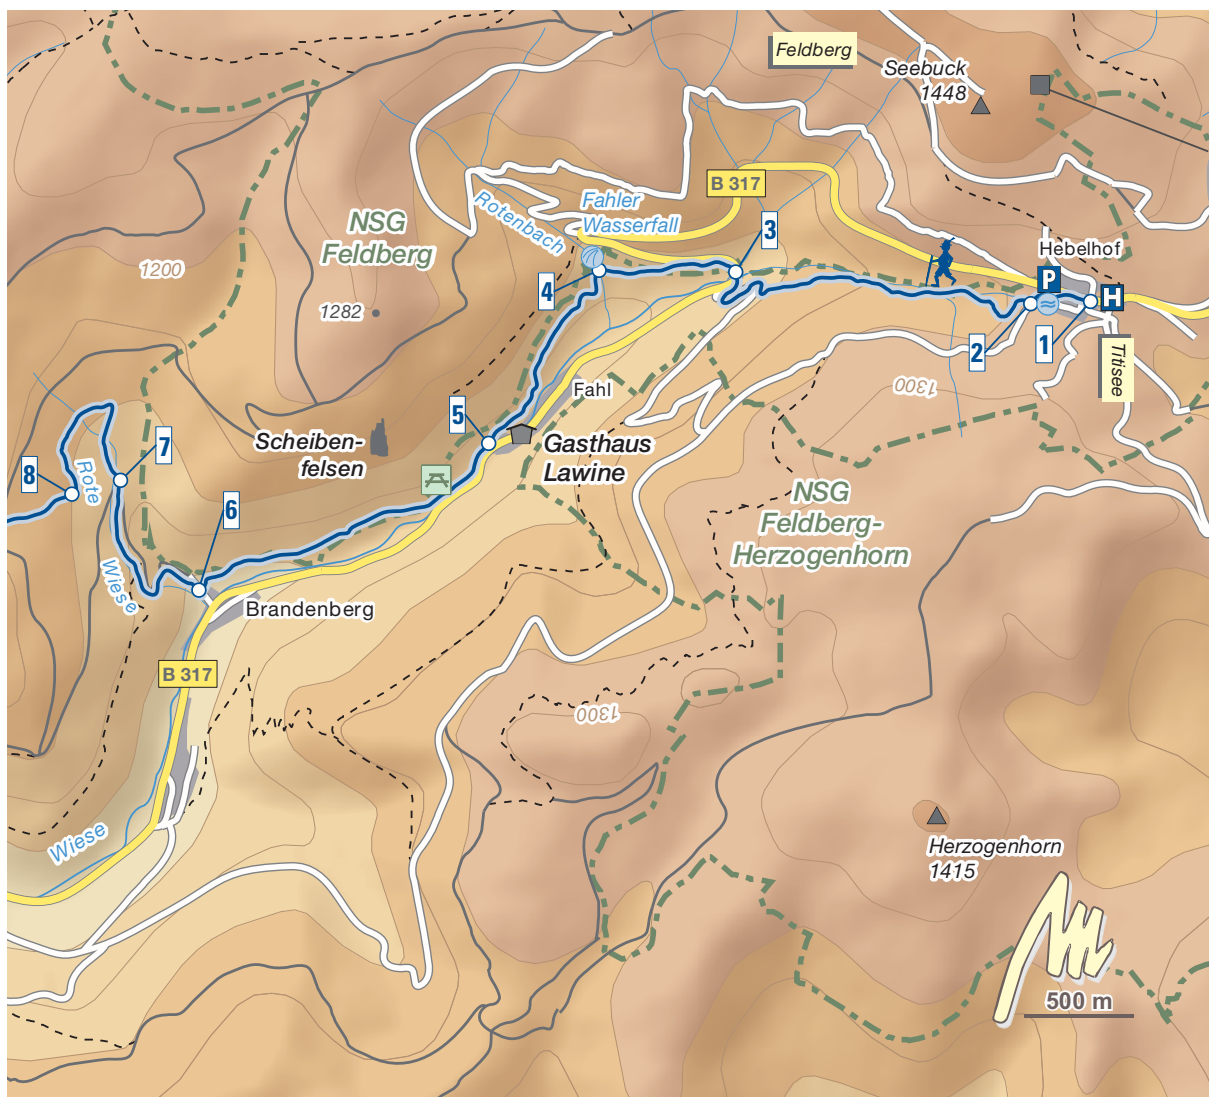 Feldberg
Seebuck
1448
B 317
Fahler
Wasserfall
Rotenbach
NSG
Feldberg
3
Hebelhof
1200
4
P
H
1282
2
1
Titisee
1300
Fahl
5
Scheiben-
felsen
Gasthaus
Lawine
7
8
Rote
6
NSG
Feldberg-
Herzogenhorn
Wiese
Brandenberg
B 317
1300
Wiese
Herzogenhorn
1415
500 m